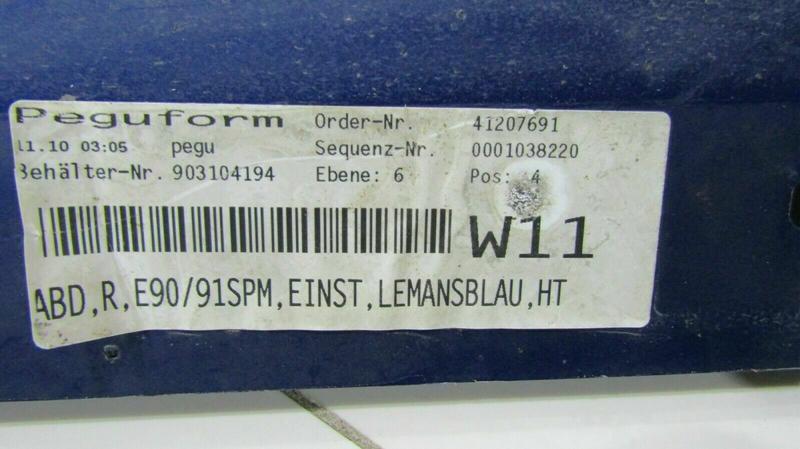 Peguform Order-Nr. 41207691
11.10 03:05 pegu Sequenz-Nr. 0001038220
Behälter-Nr. 903104194 Ebene: 6 Pos: 4
W11
ABD,R,E90/91SPM,EINST,LEMANSBLAU,HT